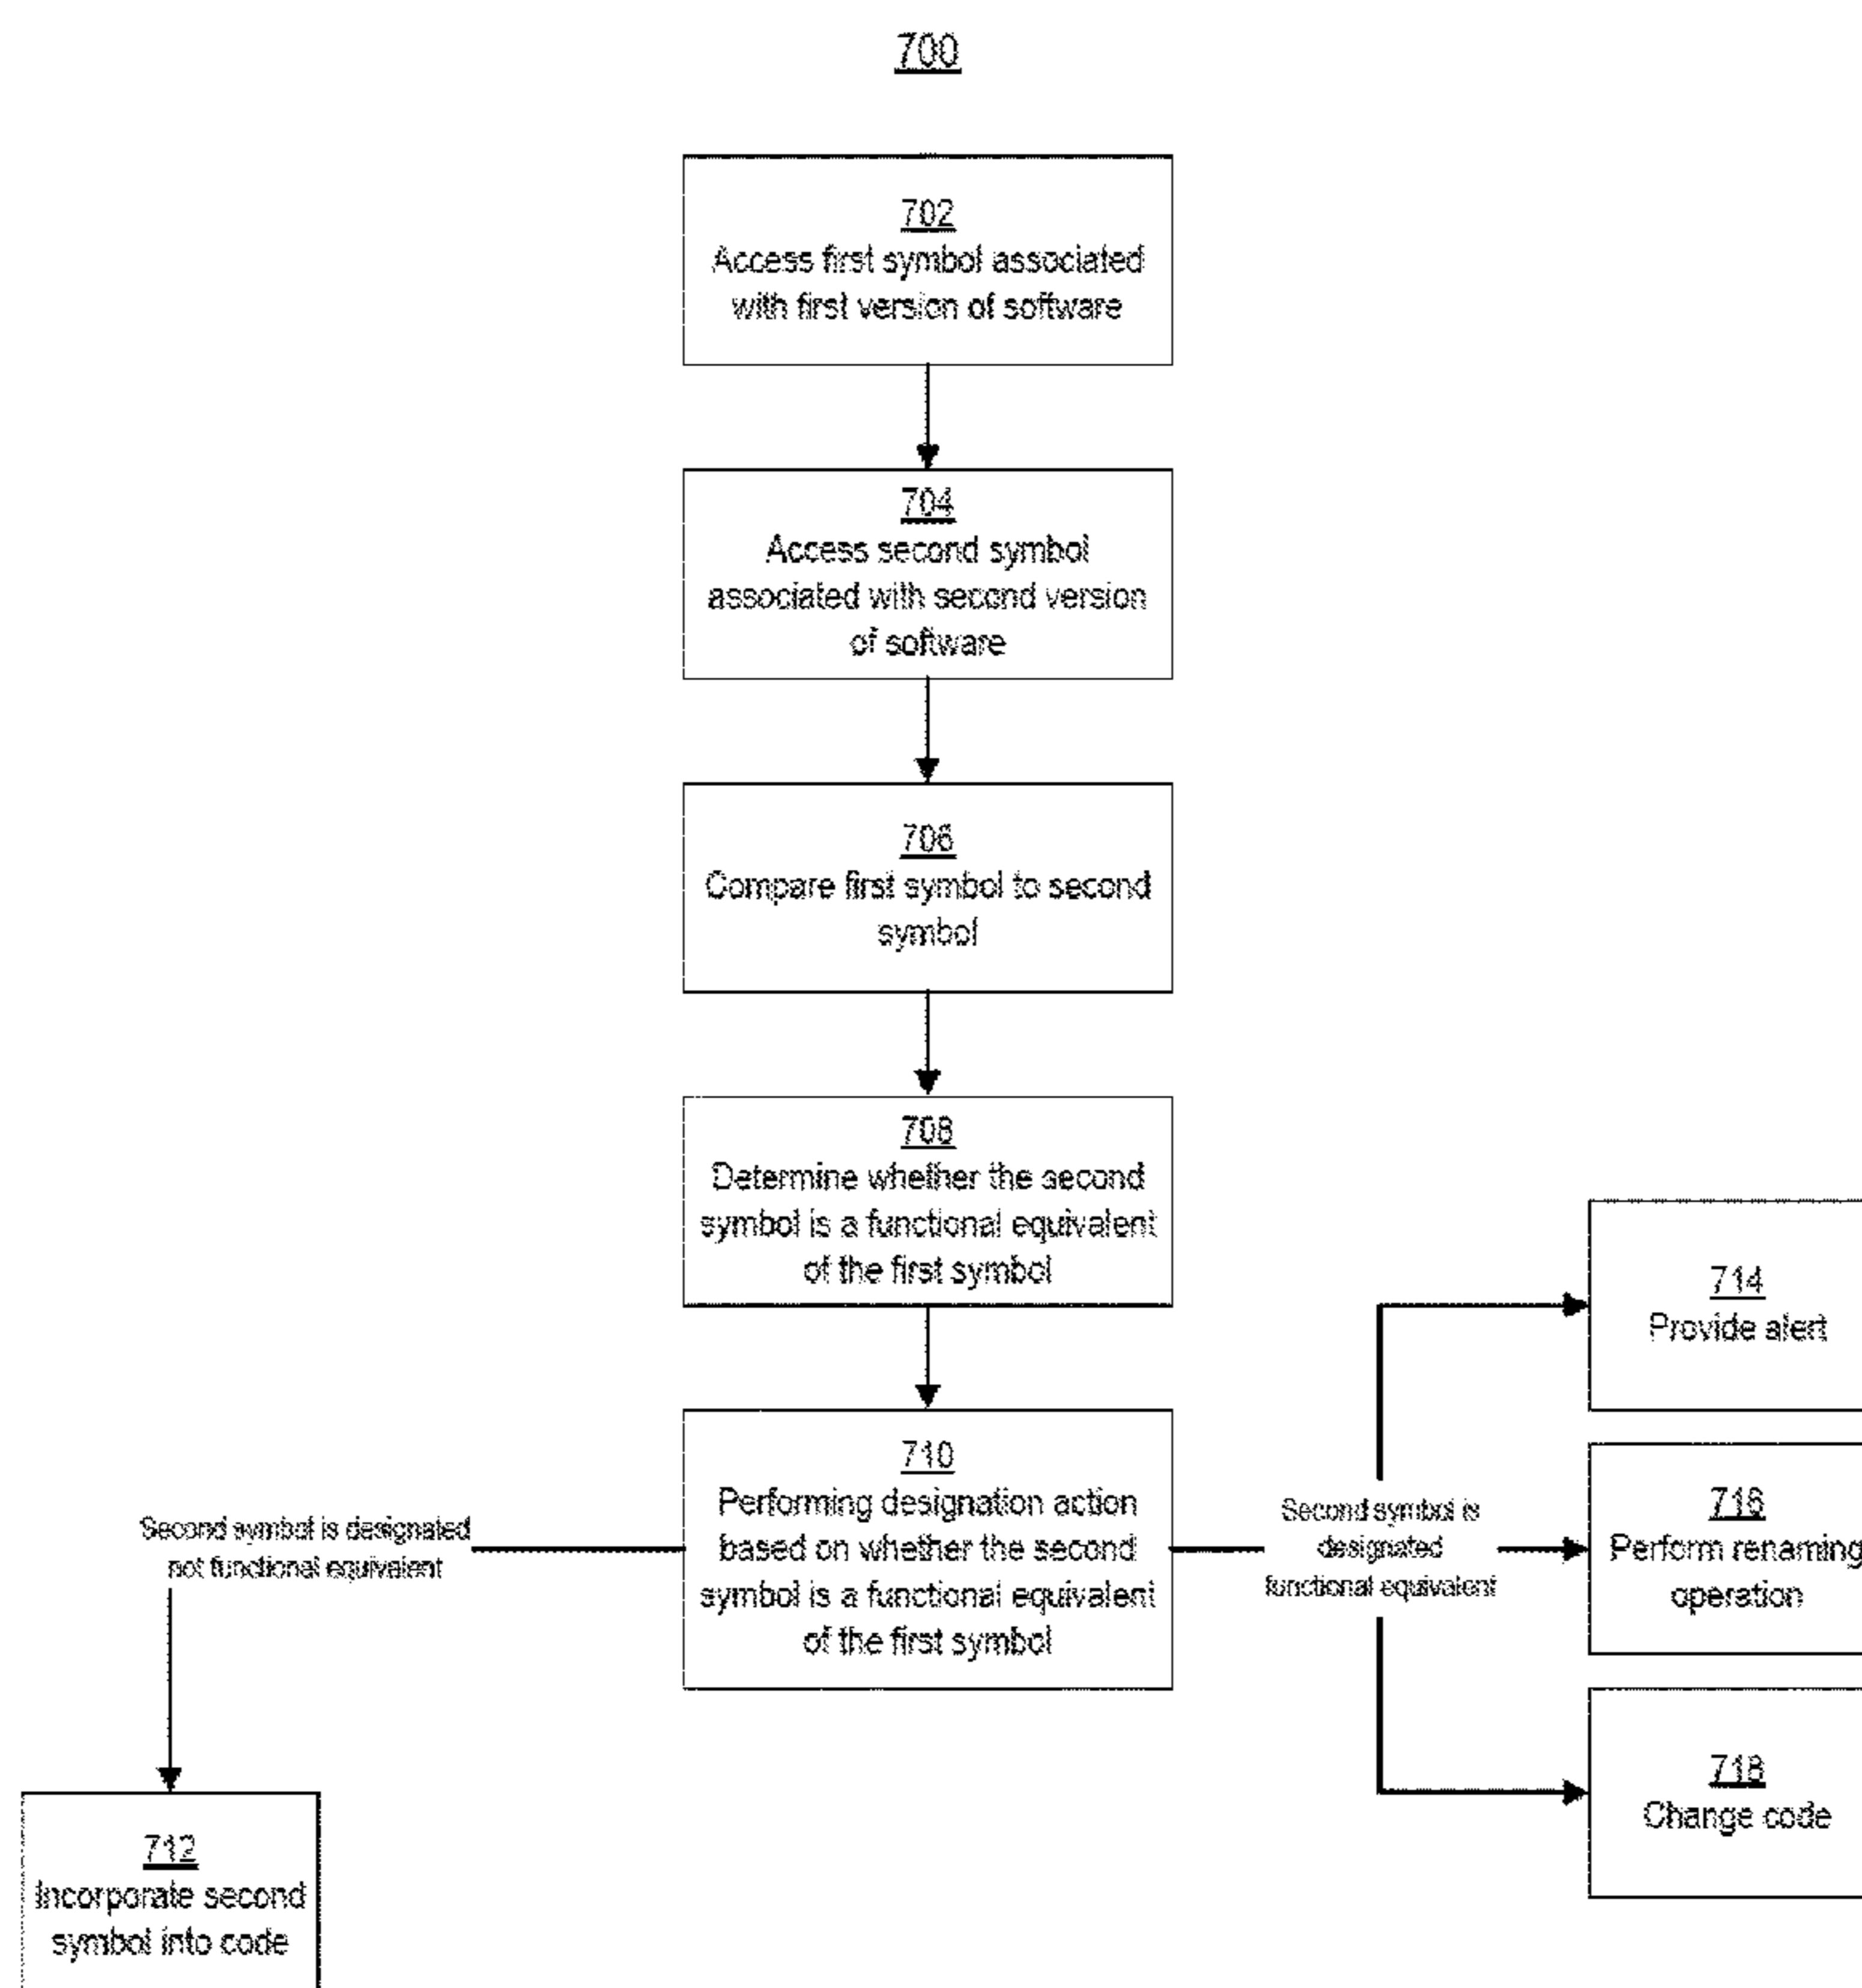 700
702
Access first symbol associated
with first version of software
704
Access second symbol
associated with second version
of software
706
Compare first symbol to second
symbol
708
Determine whether the second
symbol is a functional equivalent
of the first symbol
710
Performing designation action
based on whether the second
symbol is a functional equivalent
of the first symbol
Second symbol is designated
not functional equivalent
712
Incorporate second
symbol into code
Second symbol is
designated
functional equivalent
714
Provide alert
716
Perform renaming
operation
718
Change code